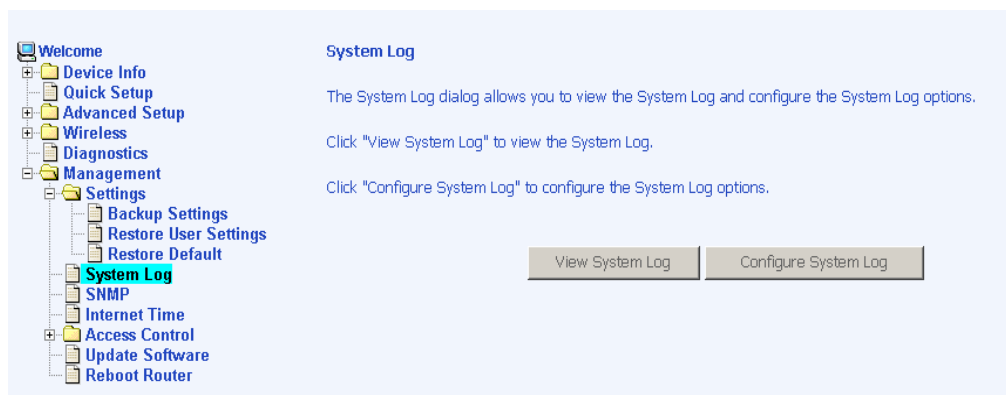 Welcome
Device Info
Quick Setup
Advanced Setup
Wireless
Diagnostics
Management
Settings
Backup Settings
Restore User Settings
Restore Default
System Log
SNMP
Internet Time
Access Control
Update Software
Reboot Router
System Log
The System Log dialog allows you to view the System Log and configure the System Log options.
Click "View System Log" to view the System Log.
Click "Configure System Log" to configure the System Log options.
View System Log
Configure System Log